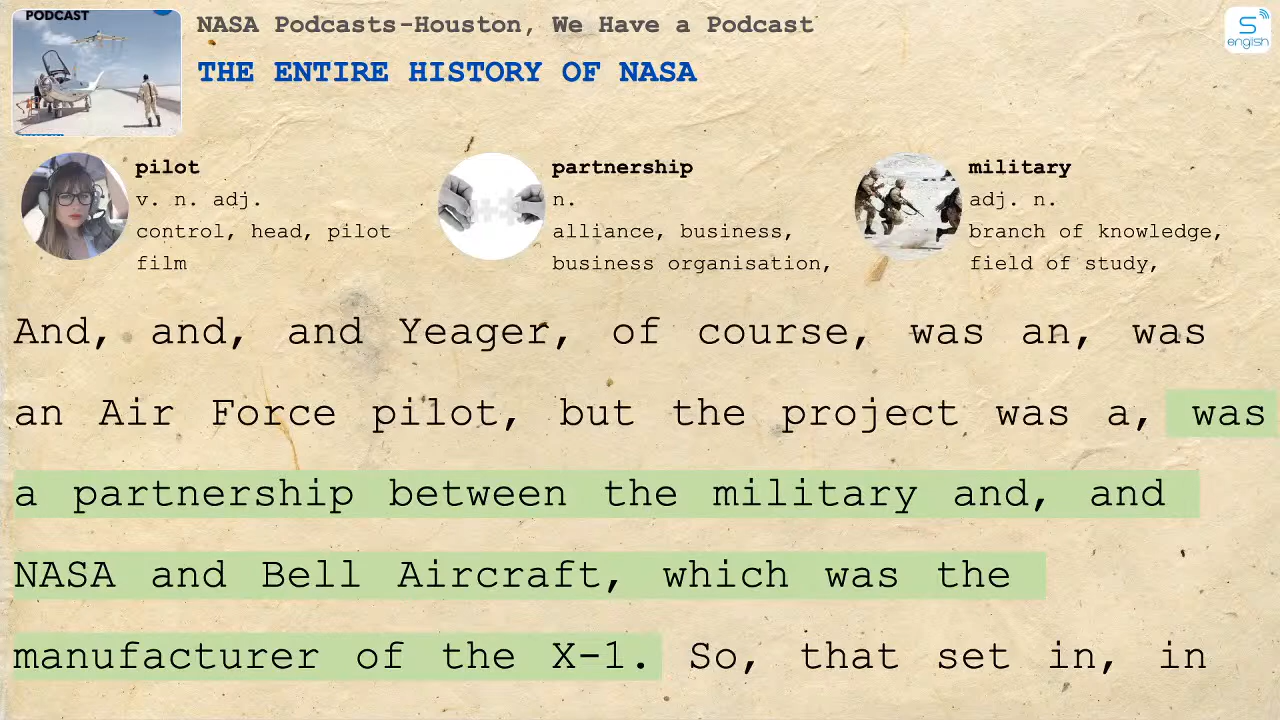 PODCAST
NASA Podcasts-Houston, We Have a Podcast
THE ENTIRE HISTORY OF NASA
S
english
pilot
v. n. adj.
control, head, pilot
film
partnership
n.
alliance, business,
business organisation,
military
adj. n.
branch of knowledge,
field of study,
And, and, and Yeager, of course, was an, was
an Air Force pilot, but the project was a, was
a partnership between the military and, and
NASA and Bell Aircraft, which was the
manufacturer of the X-1. So, that set in, in